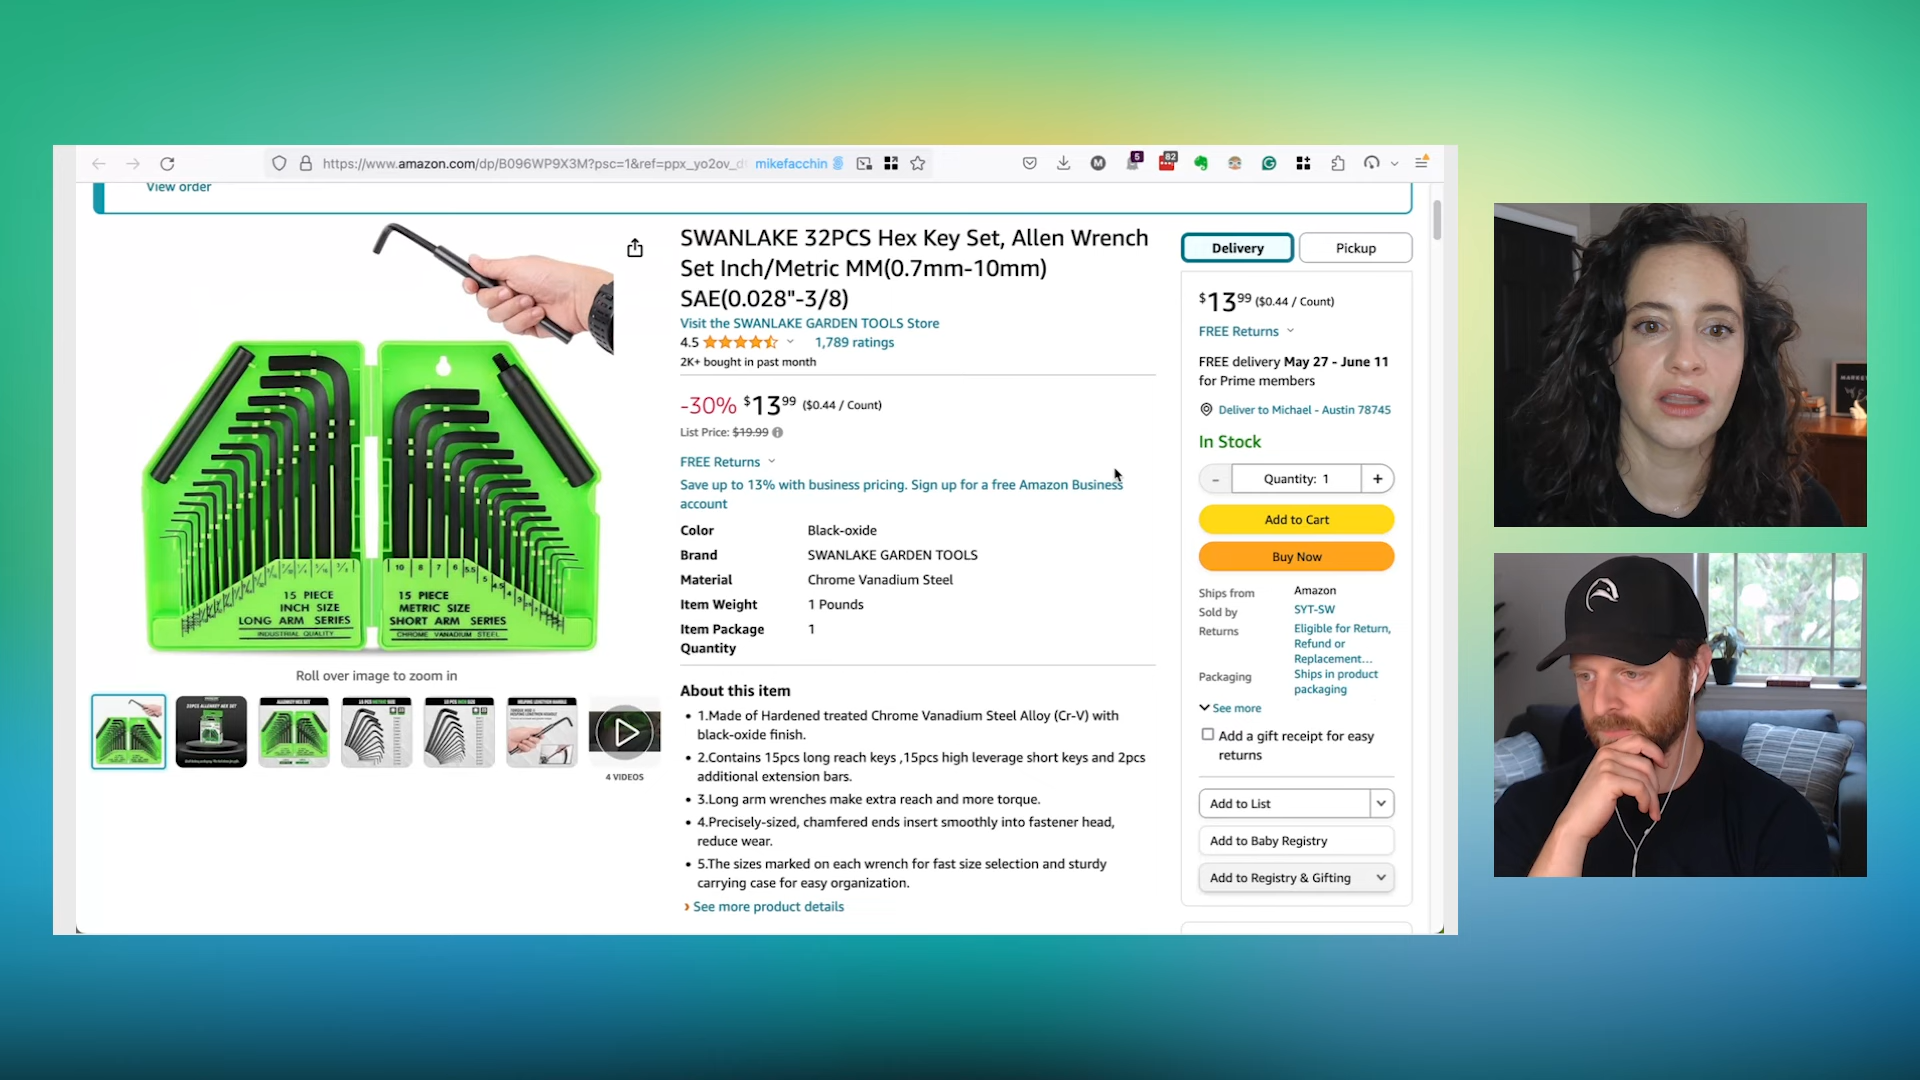 https://www.amazon.com/dp/B096WP9X3M?psc=1&ref=ppx_yo2ov_d
mikefacchin
5
82
View order
SWANLAKE 32PCS Hex Key Set, Allen Wrench
Set Inch/Metric MM(0.7mm-10mm)
SAE(0.028"-3/8)
Visit the SWANLAKE GARDEN TOOLS Store
4.5
1,789 ratings
2K+ bought in past month
-30% $13 99 ($0.44 / Count)
List Price: $19.99
FREE Returns
Save up to 13% with business pricing. Sign up for a free Amazon Business
account
Color Black-oxide
Brand SWANLAKE GARDEN TOOLS
Material Chrome Vanadium Steel
Item Weight 1 Pounds
Item Package 1
Quantity
About this item
• 1.Made of Hardened treated Chrome Vanadium Steel Alloy (Cr-V) with
black-oxide finish.
• 2.Contains 15pcs long reach keys ,15pcs high leverage short keys and 2pcs
additional extension bars.
• 3.Long arm wrenches make extra reach and more torque.
• 4.Precisely-sized, chamfered ends insert smoothly into fastener head,
reduce wear.
• 5.The sizes marked on each wrench for fast size selection and sturdy
carrying case for easy organization.
› See more product details
15 PIECE
INCH SIZE
LONG ARM SERIES
INDUSTRIAL QUALITY
10 8 7 6 5.5 5 4.5 4
15 PIECE
METRIC SIZE
SHORT ARM SERIES
CHROME VANADIUM STEEL
Roll over image to zoom in
4 VIDEOS
Delivery
Pickup
$13 99 ($0.44 / Count)
FREE Returns
FREE delivery May 27 - June 11
for Prime members
Deliver to Michael - Austin 78745
In Stock
- Quantity: 1 +
Add to Cart
Buy Now
Ships from Amazon
Sold by SYT-SW
Returns Eligible for Return,
Refund or
Replacement...
Packaging Ships in product
packaging
See more
Add a gift receipt for easy
returns
Add to List
Add to Baby Registry
Add to Registry & Gifting